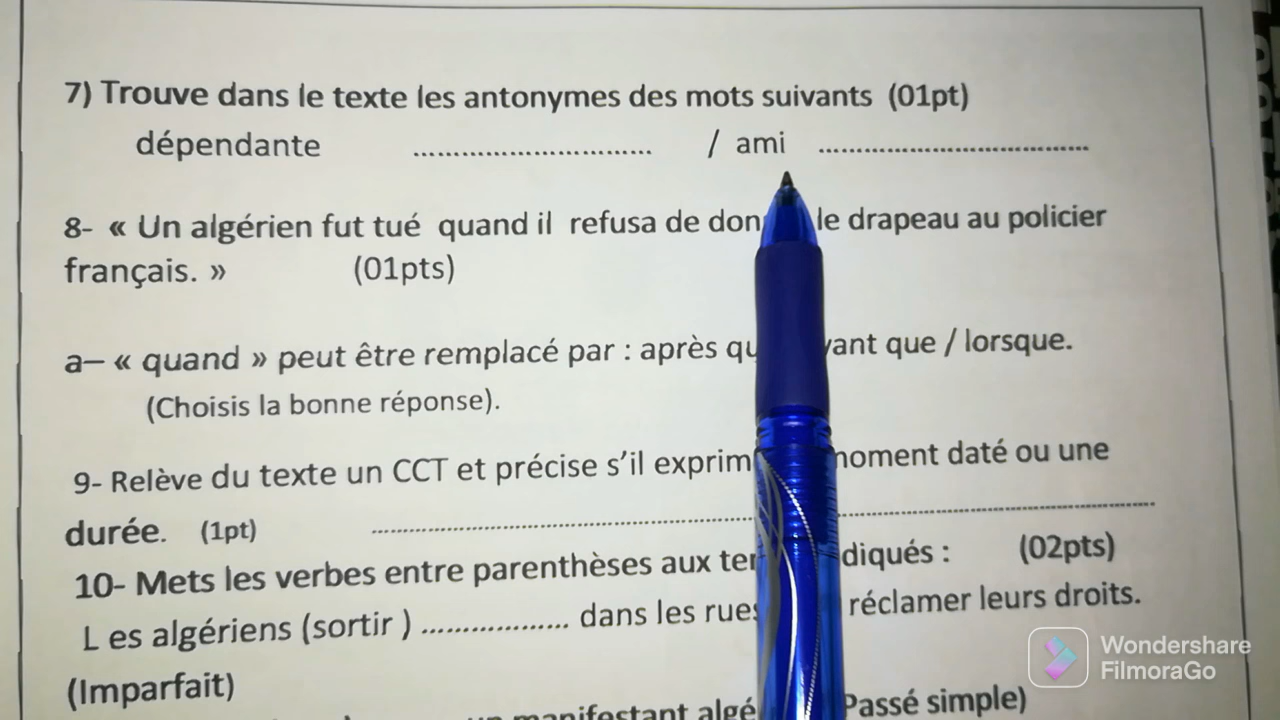 7) Trouve dans le texte les antonymes des mots suivants (01pt)
dépendante ............................. / ami .................................
8- « Un algérien fut tué quand il refusa de don le drapeau au policier
français. » (01pts)
a– « quand » peut être remplacé par : après qu vant que / lorsque.
(Choisis la bonne réponse).
9- Relève du texte un CCT et précise s'il exprim moment daté ou une
durée. (1pt) ................................................................
10- Mets les verbes entre parenthèses aux te diqués : (02pts)
L es algériens (sortir ) .................. dans les rues réclamer leurs droits.
(Imparfait)
manifestant algé Passé simple)
Wondershare
FilmoraGo